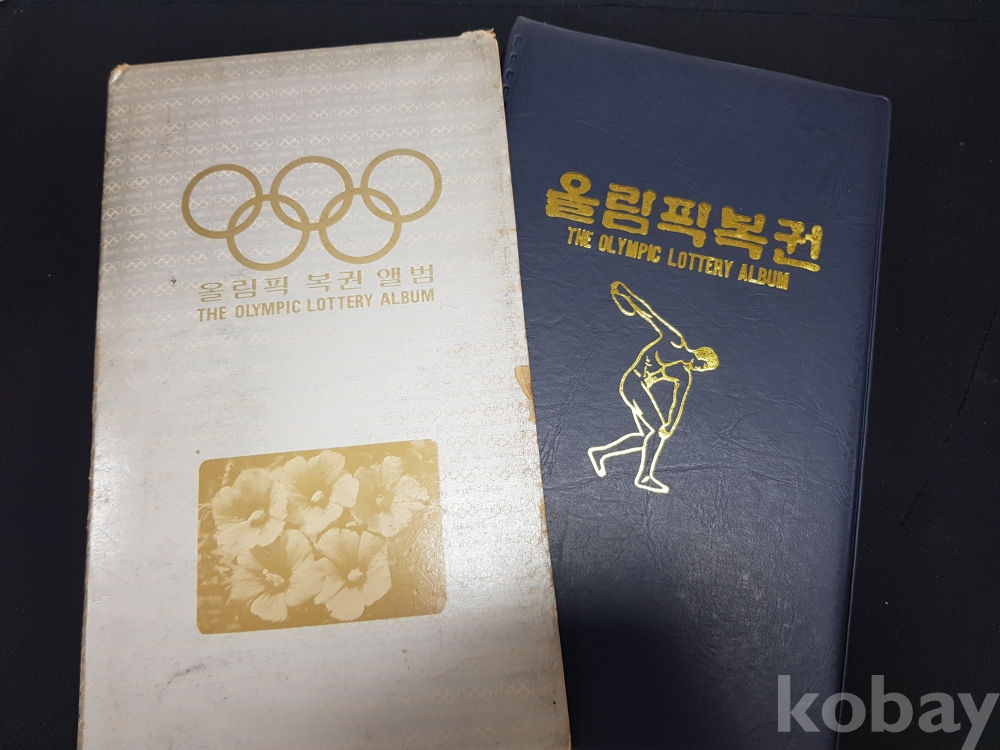 올림픽 복권 앨범
THE OLYMPIC LOTTERY ALBUM
올림픽복권
THE OLYMPIC LOTTERY ALBUM
kobay